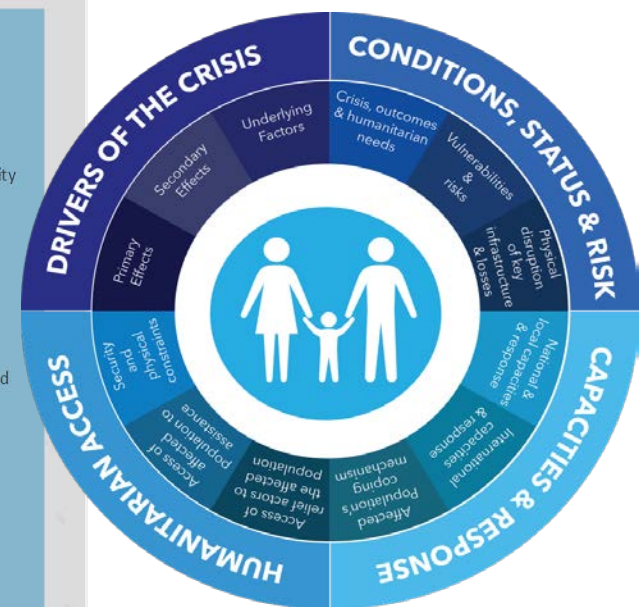 ity
d
DRIVERS OF THE CRISIS
Primary
Effects
Secondary
Effects
Underlying
Factors
CONDITIONS, STATUS & RISK
Crisis, outcomes
& humanitarian
needs
Vulnerabilities
&
risks
Physical
disruption
of key
infrastructure
& losses
CAPACITIES & RESPONSE
National &
local capacities
& response
International
capacities
& response
Affected
Population's
coping
mechanism
HUMANITARIAN ACCESS
Access of
relief actors to
the affected
population
Access of
affected
population to
assistance
Security
and
physical
constraints